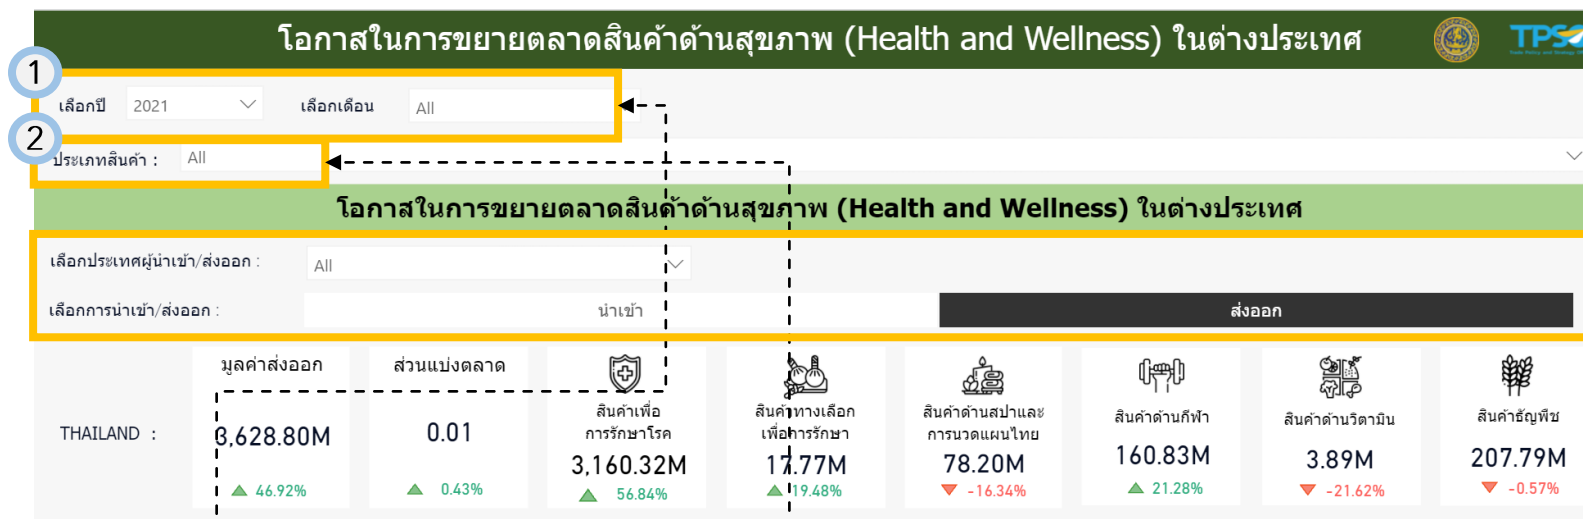 โอกาสในการขยายตลาดสินค้าด้านสุขภาพ (Health and Wellness) ในต่างประเทศ
1
เลือกปี 2021 เลือกเดือน All
2
ประเภทสินค้า : All
โอกาสในการขยายตลาดสินค้าด้านสุขภาพ (Health and Wellness) ในต่างประเทศ
เลือกประเทศผู้นำเข้า/ส่งออก : All
เลือกการนำเข้า/ส่งออก : นำเข้า ส่งออก
THAILAND :
มูลค่าส่งออก
3,628.80M
46.92%
ส่วนแบ่งตลาด
0.01
0.43%
สินค้าเพื่อ
การรักษาโรค
3,160.32M
56.84%
สินค้าทางเลือก
เพื่อการรักษา
17.77M
19.48%
สินค้าด้านสปาและ
การนวดแผนไทย
78.20M
-16.34%
สินค้าด้านกีฬา
160.83M
21.28%
สินค้าด้านวิตามิน
3.89M
-21.62%
สินค้าธัญพืช
207.79M
-0.57%